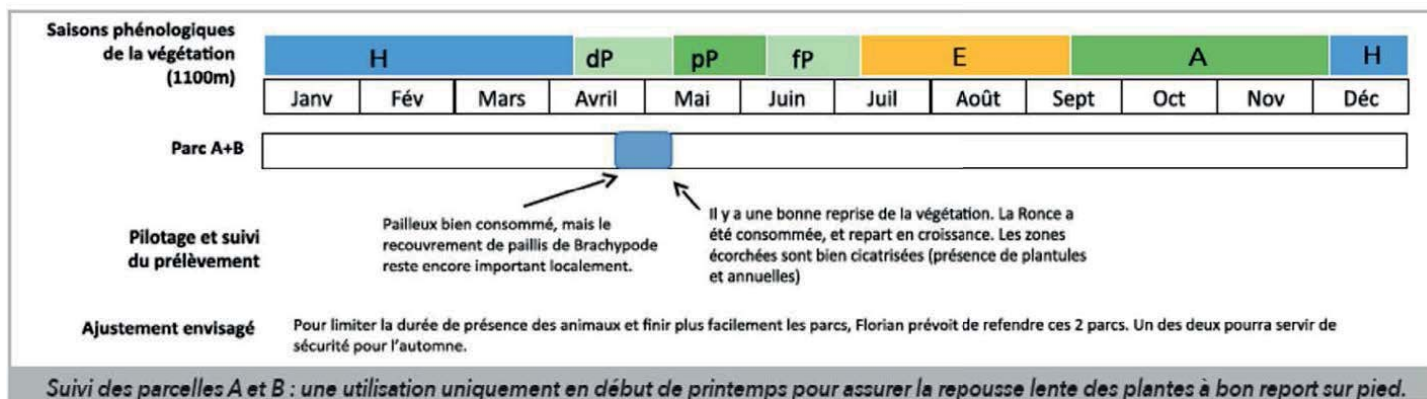 Saisons phénologiques
de la végétation
(1100m)
H dP pP fP E A H
Janv Fév Mars Avril Mai Juin Juil Août Sept Oct Nov Déc
Parc A+B
Pilotage et suivi
du prélèvement
Pailleux bien consommé, mais le
recouvrement de paillis de Brachypode
reste encore important localement.
Il y a une bonne reprise de la végétation. La Ronce a
été consommée, et repart en croissance. Les zones
écorchées sont bien cicatrisées (présence de plantules
et annuelles)
Ajustement envisagé
Pour limiter la durée de présence des animaux et finir plus facilement les parcs, Florian prévoit de refendre ces 2 parcs. Un des deux pourra servir de
sécurité pour l'automne.
Suivi des parcelles A et B : une utilisation uniquement en début de printemps pour assurer la repousse lente des plantes à bon report sur pied.